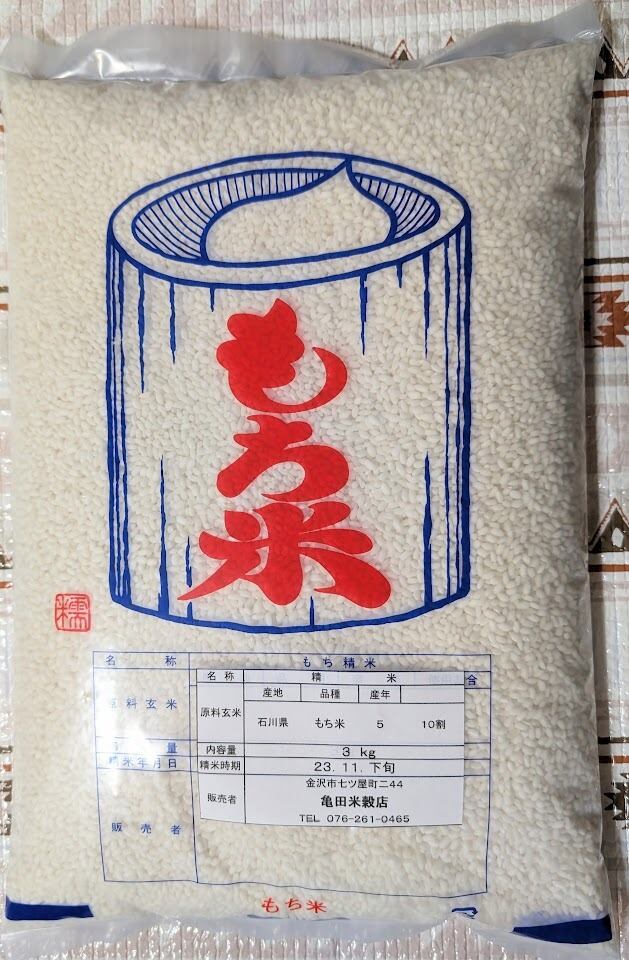 もち米
糯
名称 もち精米
名称 精米
合
原料玄米
産地 品種 産年
原料玄米 石川県 もち米 5 10割
量
内容量 3 kg
精米年月日
精米時期 23.11.下旬
金沢市七ツ屋町二44
販売者 亀田米穀店
TEL 076-261-0465
販売者
もち米